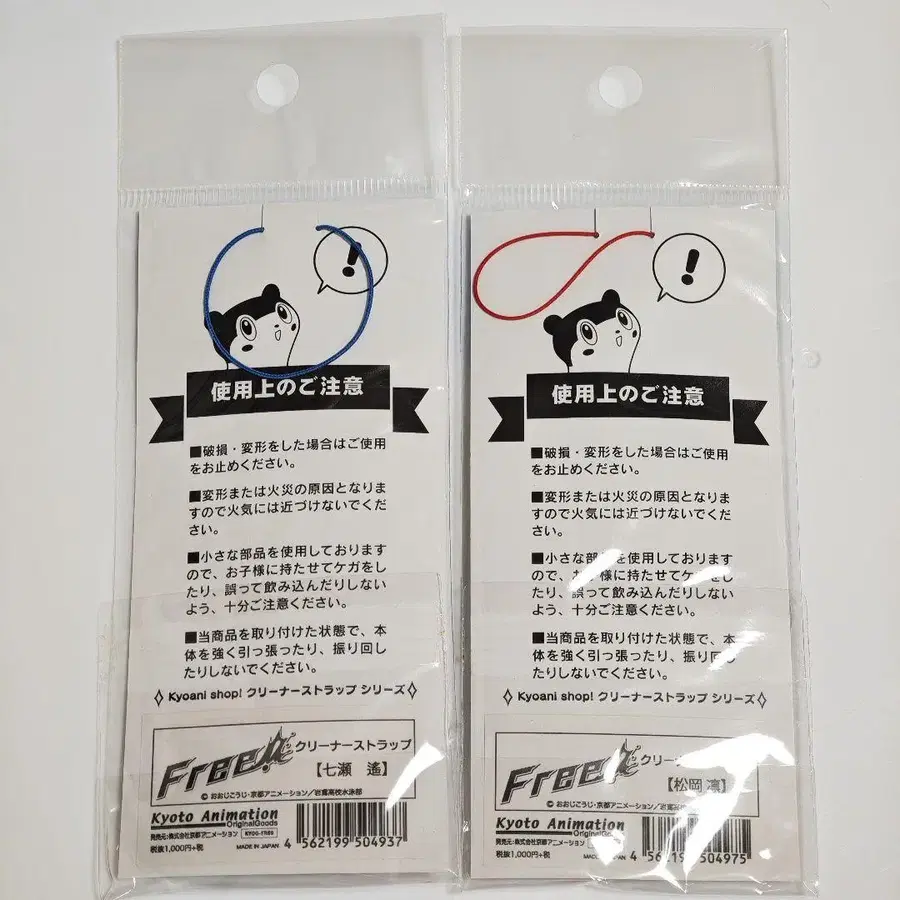 !
使用上のご注意
■破損・変形をした場合はご使用
をお止めください。
■変形または火災の原因となりま
すので火気には近づけないでくだ
さい。
■小さな部品を使用しております
ので、お子様に持たせてケガをし
たり、誤って飲み込んだりしない
よう、十分ご注意ください。
■当商品を取り付けた状態で、本
体を強く引っ張ったり、振り回し
たりしないでください。
Kyoani shop! クリーナーストラップ シリーズ
Free! クリーナーストラップ
【七瀬 遙】
© おおじこうじ・京都アニメーション／岩鳶高校水泳部
Kyoto Animation
OriginalGoods
発売元:株式会社京都アニメーション
税抜1,000円+税
MADE IN JAPAN
4 562199 504937
!
使用上のご注意
■破損・変形をした場合はご使用
をお止めください。
■変形または火災の原因となりま
すので火気には近づけないでくだ
さい。
■小さな部品を使用しております
ので、お子様に持たせてケガをし
たり、誤って飲み込んだりしない
よう、十分ご注意ください。
■当商品を取り付けた状態で、本
体を強く引っ張ったり、振り回し
たりしないでください。
Kyoani shop! クリーナーストラップ シリーズ
Free! クリーナー
【松岡 凛】
© おおじこうじ・京都アニメーション／岩鳶
Kyoto Animation
OriginalGoods
発売元:株式会社京都アニメーション
税抜1,000円+税
JAPAN
4 562199 504975